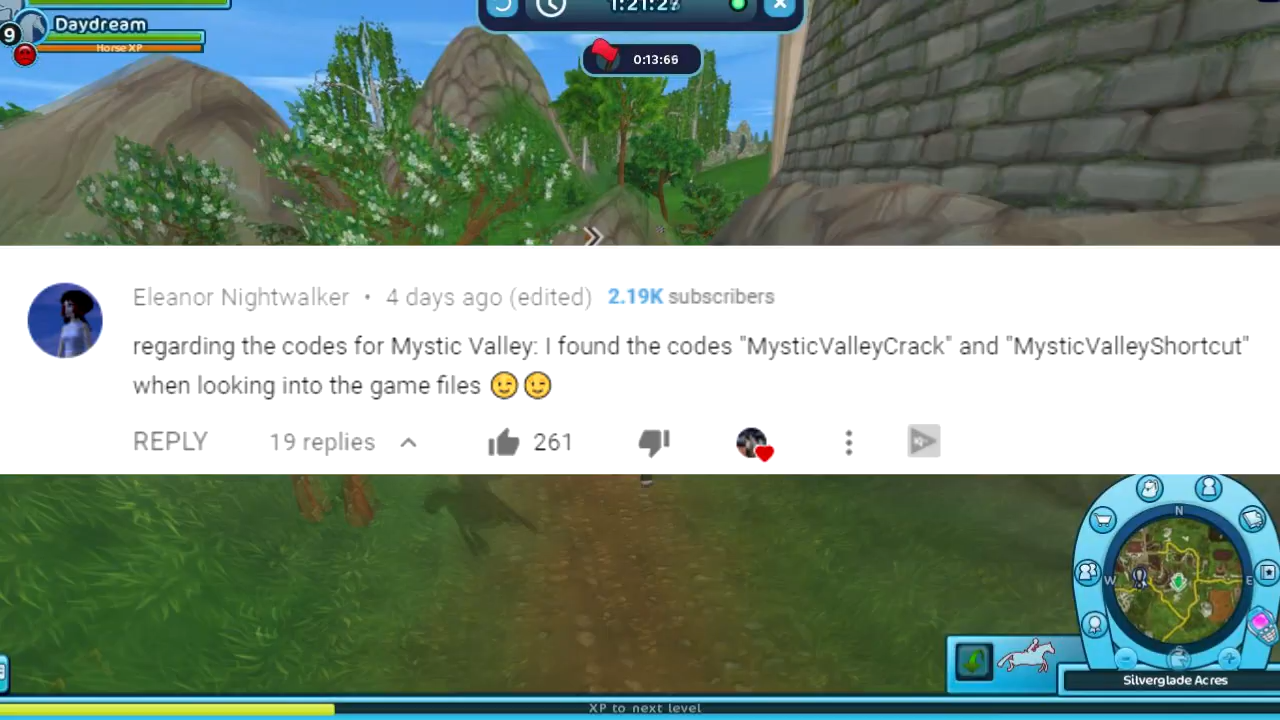 1:21:27
9 Daydream
Horse XP
0:13:66
Eleanor Nightwalker • 4 days ago (edited) 2.19K subscribers
regarding the codes for Mystic Valley: I found the codes "MysticValleyCrack" and "MysticValleyShortcut"
when looking into the game files 😉😉
REPLY 19 replies 261
N
W E
Silverglade Acres
XP to next level